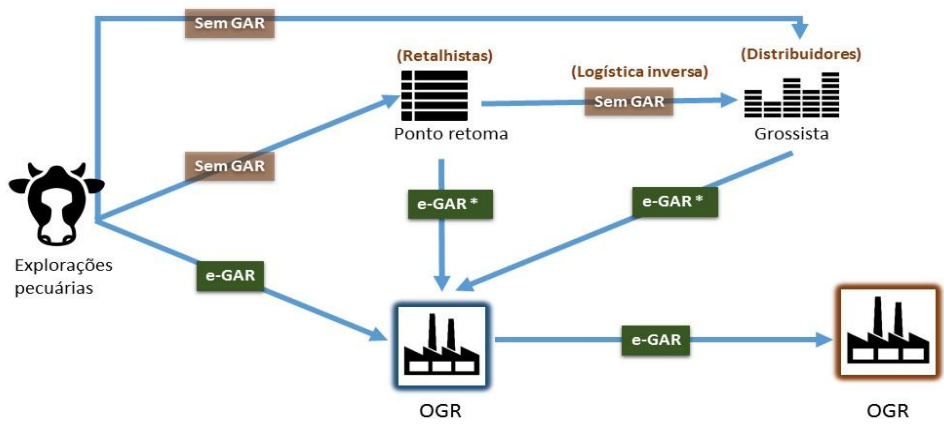 Sem GAR
(Retalhistas)
(Logística inversa)
(Distribuidores)
Sem GAR
Ponto retoma
Grossista
Sem GAR
e-GAR *
e-GAR *
Explorações
pecuárias
e-GAR
e-GAR
OGR
OGR